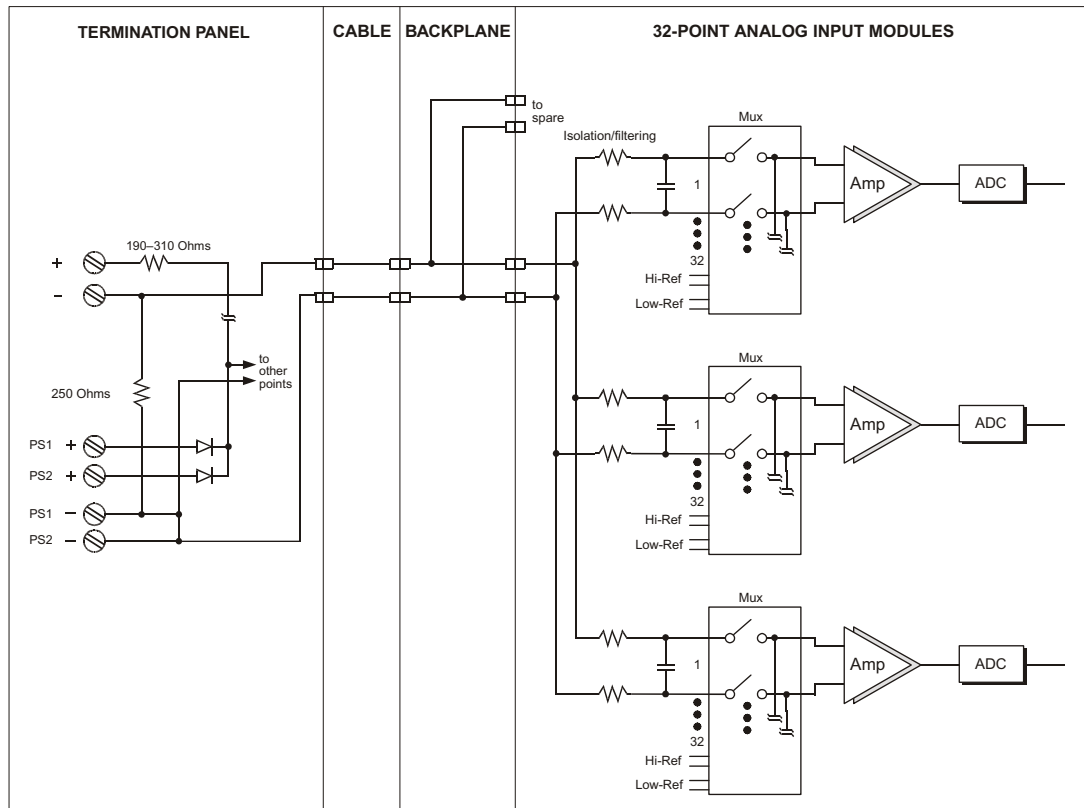 TERMINATION PANEL
CABLE
BACKPLANE
32-POINT ANALOG INPUT MODULES
to
spare
Isolation/filtering
Mux
1
32
Hi-Ref
Low-Ref
Amp
ADC
190–310 Ohms
+
−
to
other
points
250 Ohms
PS1 +
PS2 +
PS1 −
PS2 −
Mux
1
32
Hi-Ref
Low-Ref
Amp
ADC
Mux
1
32
Hi-Ref
Low-Ref
Amp
ADC